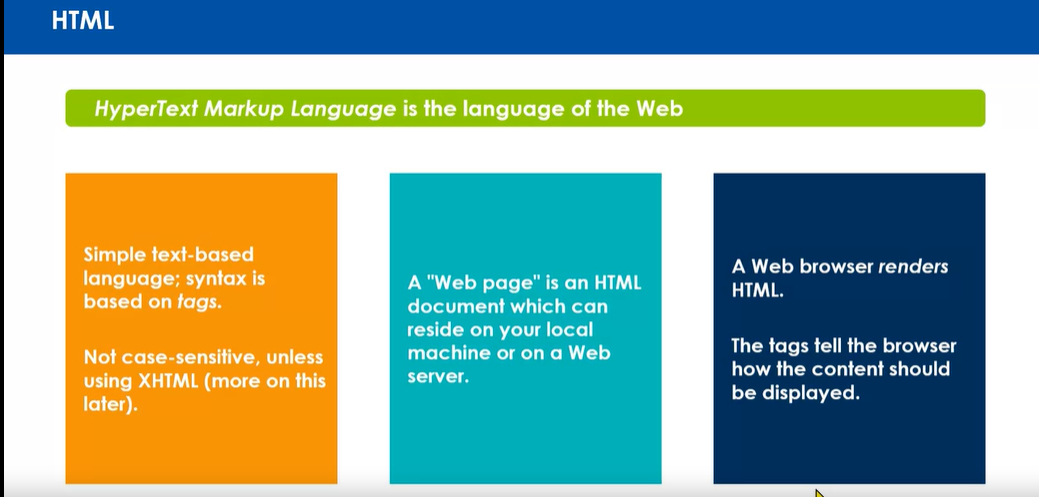 HTML
HyperText Markup Language is the language of the Web
Simple text-based
language; syntax is
based on tags.
Not case-sensitive, unless
using XHTML (more on this
later).
A "Web page" is an HTML
document which can
reside on your local
machine or on a Web
server.
A Web browser renders
HTML.
The tags tell the browser
how the content should
be displayed.